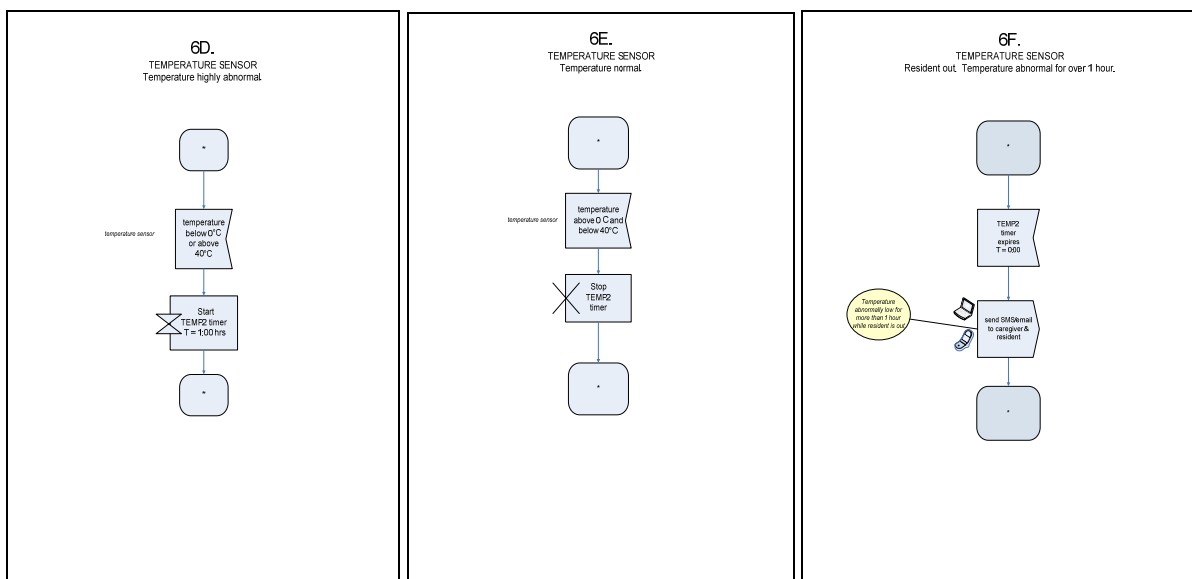 6D.
TEMPERATURE SENSOR
Temperature highly abnormal
*
temperature sensor
temperature
below 0°C
or above
40°C
Start
TEMP2 timer
T = 1:00 hrs
*
6E.
TEMPERATURE SENSOR
Temperature normal
*
temperature sensor
temperature
above 0 C and
below 40°C
Stop
TEMP2
timer
*
6F.
TEMPERATURE SENSOR
Resident out. Temperature abnormal for over 1 hour.
*
TEMP2
timer
expires
T = 0:00
Temperature
abnormally low for
more than 1 hour
while resident is out
send SMS/email
to caregiver &
resident
*